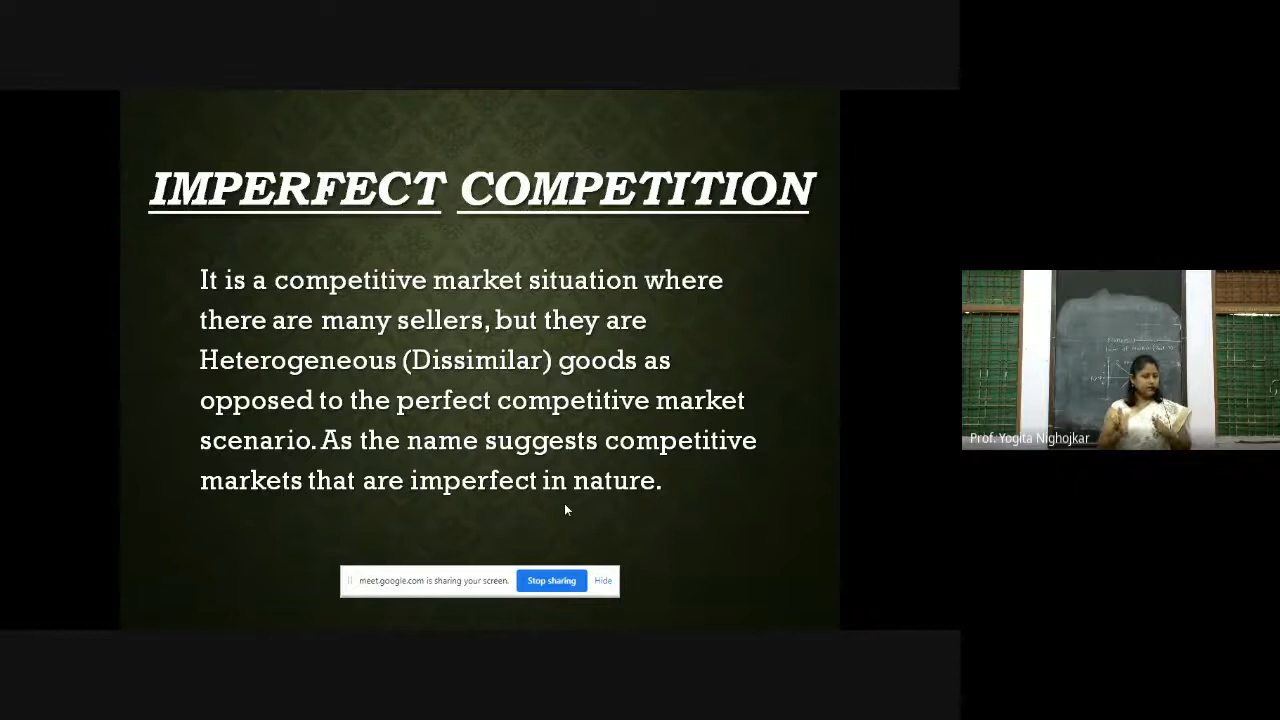 IMPERFECT COMPETITION
It is a competitive market situation where
there are many sellers, but they are
Heterogeneous (Dissimilar) goods as
opposed to the perfect competitive market
scenario. As the name suggests competitive
markets that are imperfect in nature.
meet.google.com is sharing your screen.
Stop sharing
Hide
Prof. Yogita Nighojkar